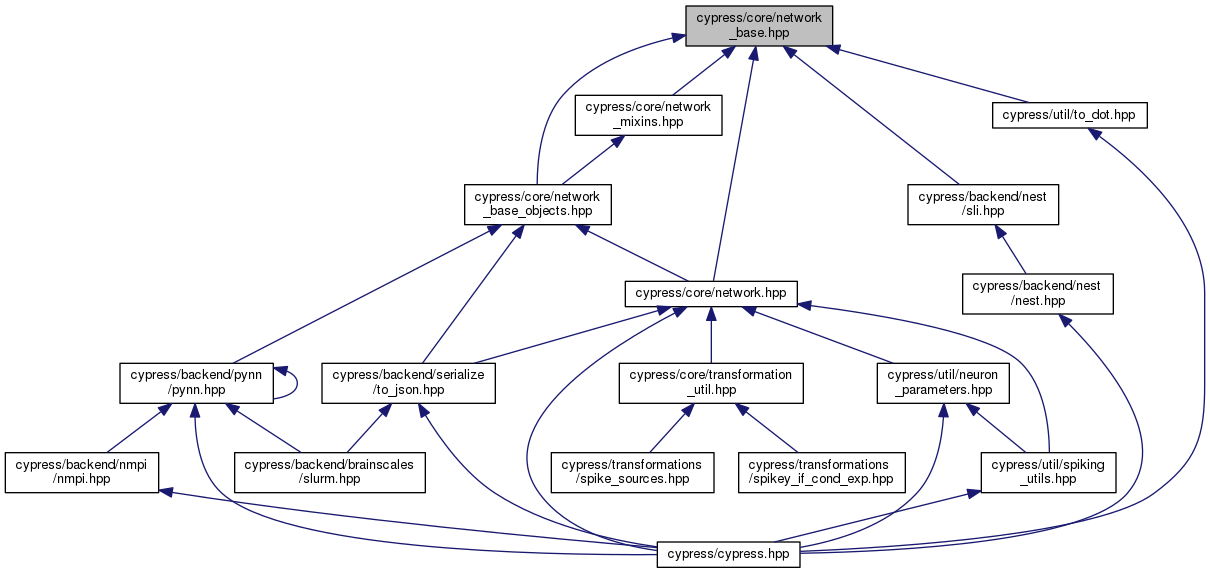 cypress/core/network
_base.hpp
cypress/core/network
_mixins.hpp
cypress/util/to_dot.hpp
cypress/core/network
_base_objects.hpp
cypress/backend/nest
/sli.hpp
cypress/core/network.hpp
cypress/backend/nest
/nest.hpp
cypress/backend/pynn
/pynn.hpp
cypress/backend/serialize
/to_json.hpp
cypress/core/transformation
_util.hpp
cypress/util/neuron
_parameters.hpp
cypress/backend/nmpi
/nmpi.hpp
cypress/backend/brainscales
/slurm.hpp
cypress/transformations
/spike_sources.hpp
cypress/transformations
/spikey_if_cond_exp.hpp
cypress/util/spiking
_utils.hpp
cypress/cypress.hpp